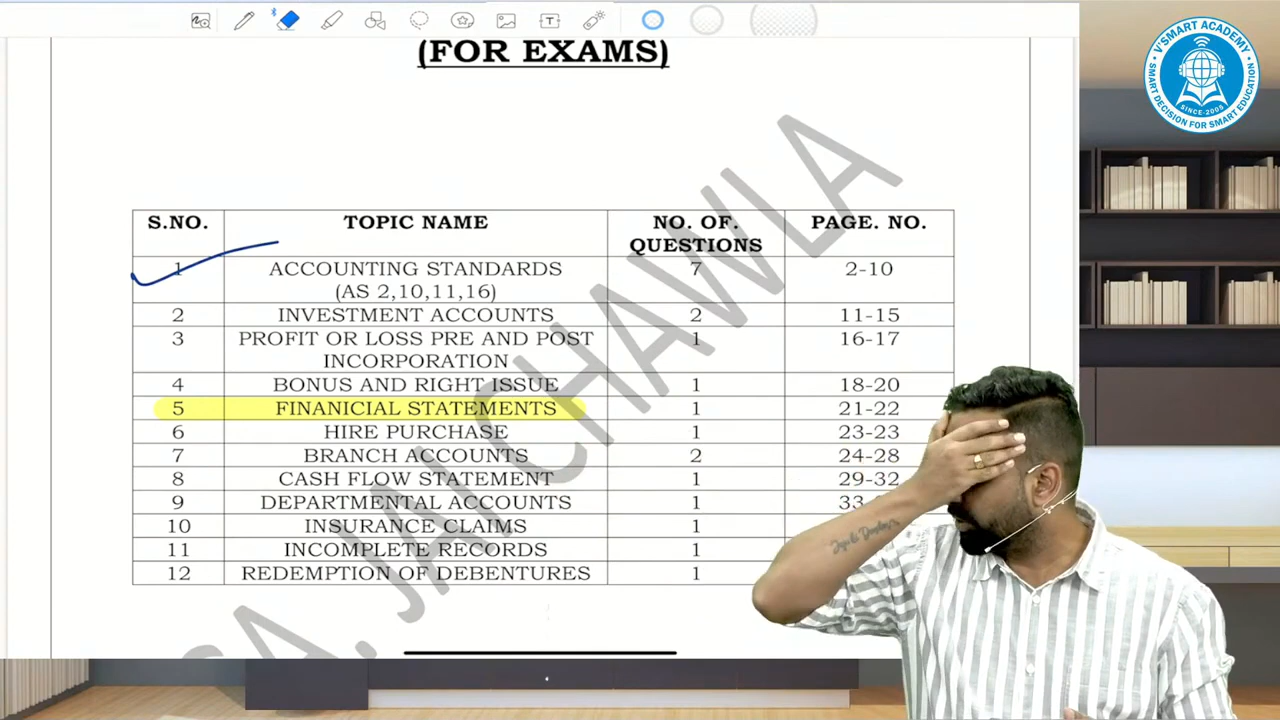 (FOR EXAMS)
S.NO. TOPIC NAME NO. OF. QUESTIONS PAGE. NO.
1 ACCOUNTING STANDARDS (AS 2,10,11,16) 7 2-10
2 INVESTMENT ACCOUNTS 2 11-15
3 PROFIT OR LOSS PRE AND POST INCORPORATION 1 16-17
4 BONUS AND RIGHT ISSUE 1 18-20
5 FINANICIAL STATEMENTS 1 21-22
6 HIRE PURCHASE 1 23-23
7 BRANCH ACCOUNTS 2 24-28
8 CASH FLOW STATEMENT 1 29-32
9 DEPARTMENTAL ACCOUNTS 1
10 INSURANCE CLAIMS 1
11 INCOMPLETE RECORDS 1
12 REDEMPTION OF DEBENTURES 1
CA. JAI CHAWLA
V'SMART ACADEMY
SINCE-2005
SMART DECISION FOR SMART EDUCATION